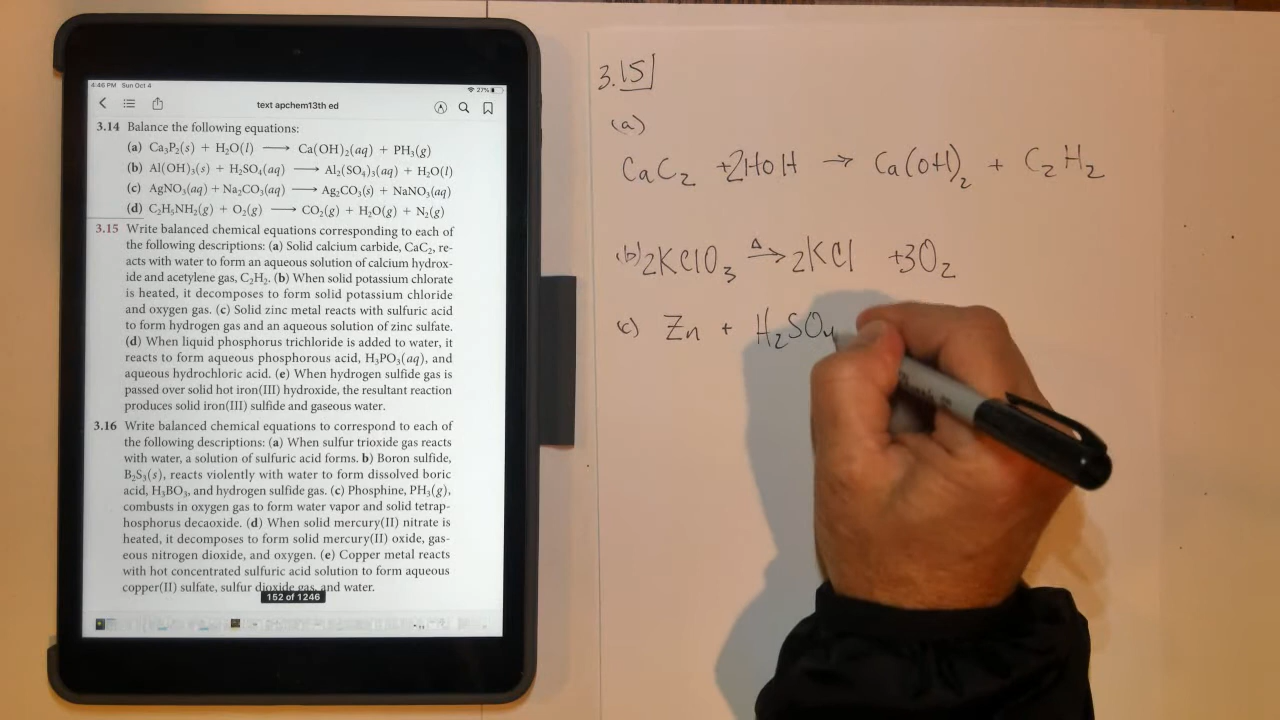 4:46 PM Sun Oct 4
27%
text apchem13th ed
3.14 Balance the following equations:
(a) Ca₃P₂(s) + H₂O(l) ⟶ Ca(OH)₂(aq) + PH₃(g)
(b) Al(OH)₃(s) + H₂SO₄(aq) ⟶ Al₂(SO₄)₃(aq) + H₂O(l)
(c) AgNO₃(aq) + Na₂CO₃(aq) ⟶ Ag₂CO₃(s) + NaNO₃(aq)
(d) C₂H₅NH₂(g) + O₂(g) ⟶ CO₂(g) + H₂O(g) + N₂(g)
3.15 Write balanced chemical equations corresponding to each of
the following descriptions: (a) Solid calcium carbide, CaC₂, re-
acts with water to form an aqueous solution of calcium hydrox-
ide and acetylene gas, C₂H₂. (b) When solid potassium chlorate
is heated, it decomposes to form solid potassium chloride
and oxygen gas. (c) Solid zinc metal reacts with sulfuric acid
to form hydrogen gas and an aqueous solution of zinc sulfate.
(d) When liquid phosphorus trichloride is added to water, it
reacts to form aqueous phosphorous acid, H₃PO₃(aq), and
aqueous hydrochloric acid. (e) When hydrogen sulfide gas is
passed over solid hot iron(III) hydroxide, the resultant reaction
produces solid iron(III) sulfide and gaseous water.
3.16 Write balanced chemical equations to correspond to each of
the following descriptions: (a) When sulfur trioxide gas reacts
with water, a solution of sulfuric acid forms. b) Boron sulfide,
B₂S₃(s), reacts violently with water to form dissolved boric
acid, H₃BO₃, and hydrogen sulfide gas. (c) Phosphine, PH₃(g),
combusts in oxygen gas to form water vapor and solid tetrap-
hosphorus decaoxide. (d) When solid mercury(II) nitrate is
heated, it decomposes to form solid mercury(II) oxide, gas-
eous nitrogen dioxide, and oxygen. (e) Copper metal reacts
with hot concentrated sulfuric acid solution to form aqueous
copper(II) sulfate, sulfur dioxide gas, and water.
152 of 1246
3.15
(a)
CaC₂ +2HOH → Ca(OH)₂ + C₂H₂
(b) 2KClO₃ Δ→ 2KCl +3O₂
(c) Zn + H₂SO₄